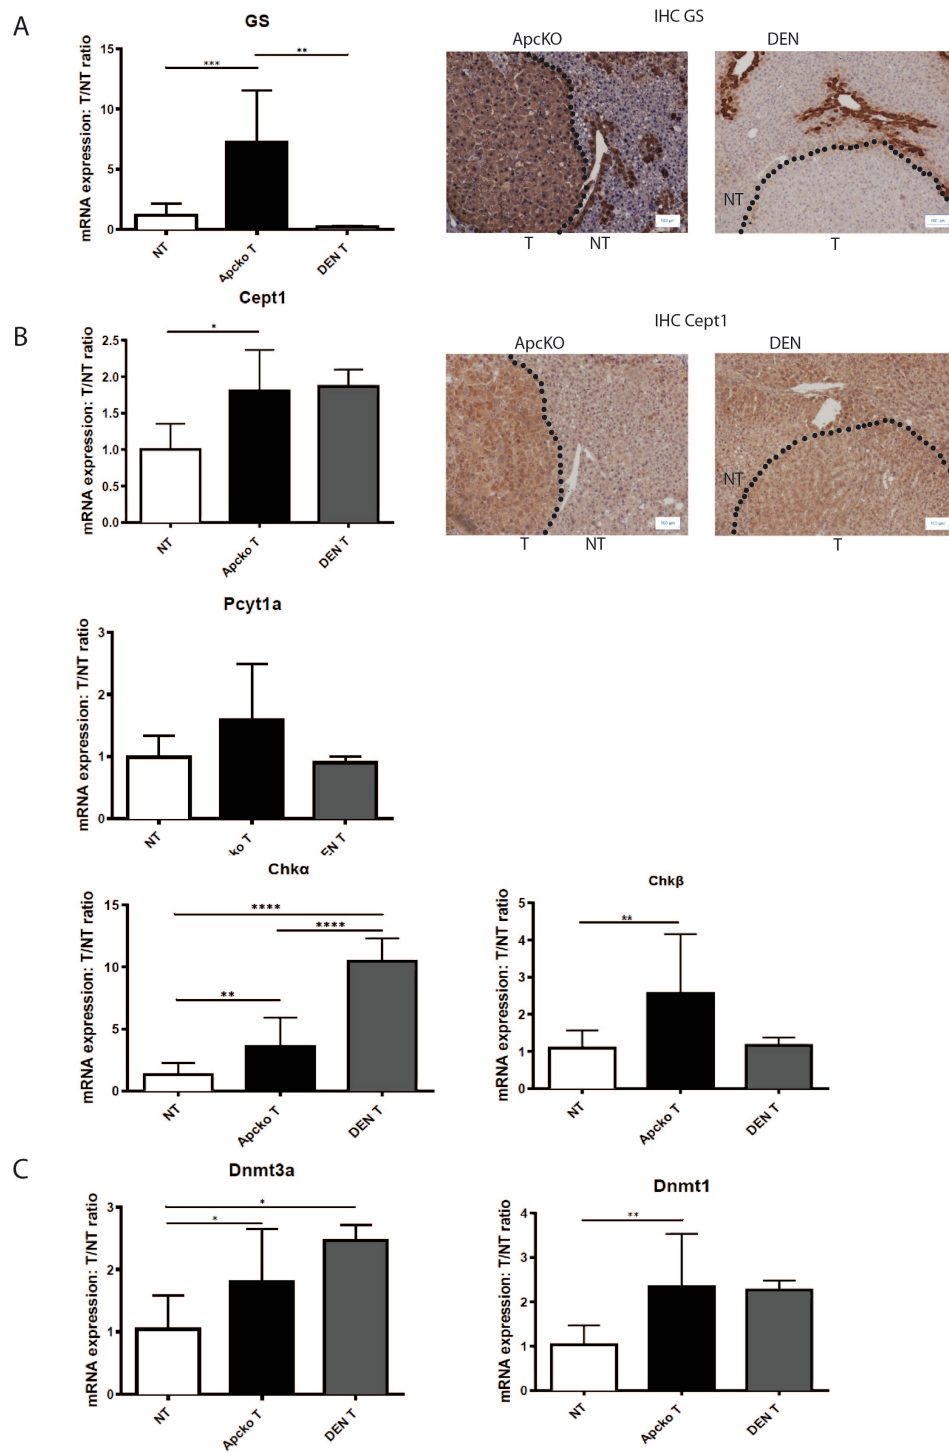 A
GS
mRNA expression: T/NT ratio
15
10
5
0
***
**
NT
Apcko T
DEN T
IHC GS
ApcKO
DEN
T
NT
NT
T
B
Cept1
mRNA expression: T/NT ratio
2.5
2.0
1.5
1.0
0.5
0.0
*
NT
Apcko T
DEN T
IHC Cept1
ApcKO
DEN
T
NT
NT
T
Pcyt1a
mRNA expression: T/NT ratio
3
2
1
0
NT
ko T
EN T
Chkα
mRNA expression: T/NT ratio
15
10
5
0
****
****
**
NT
Apcko T
DEN T
Chkβ
mRNA expression: T/NT ratio
5
4
3
2
1
0
**
NT
Apcko T
DEN T
C
Dnmt3a
mRNA expression: T/NT ratio
3
2
1
0
*
*
NT
Apcko T
DEN T
Dnmt1
mRNA expression: T/NT ratio
4
3
2
1
0
**
NT
Apcko T
DEN T